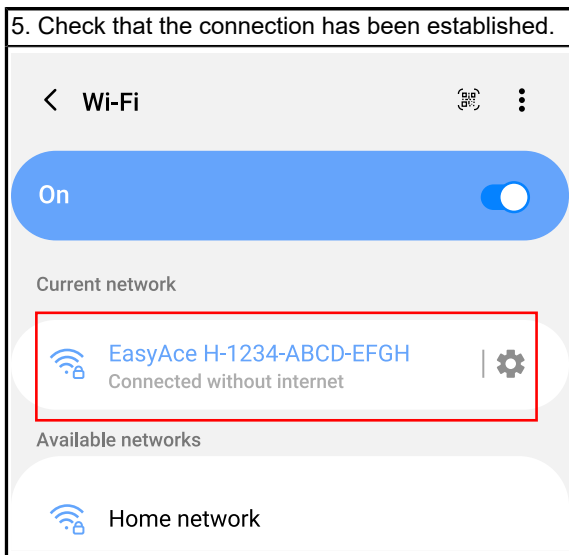 5. Check that the connection has been established.
Wi-Fi
On
Current network
EasyAce H-1234-ABCD-EFGH
Connected without internet
Available networks
Home network